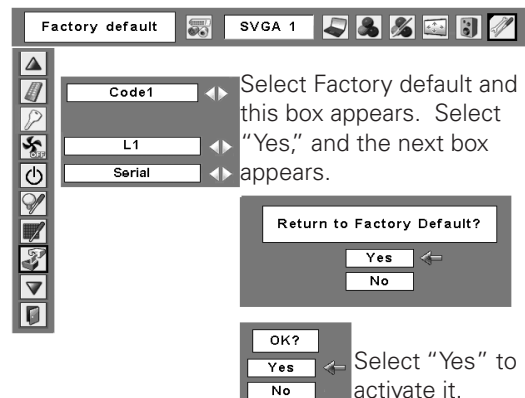 Factory default
SVGA 1
OFF
Code1
L1
Serial
Select Factory default and
this box appears.  Select
“Yes,” and the next box
appears.
Return to Factory Default?
Yes
No
OK?
Yes
No
Select “Yes” to
activate it.